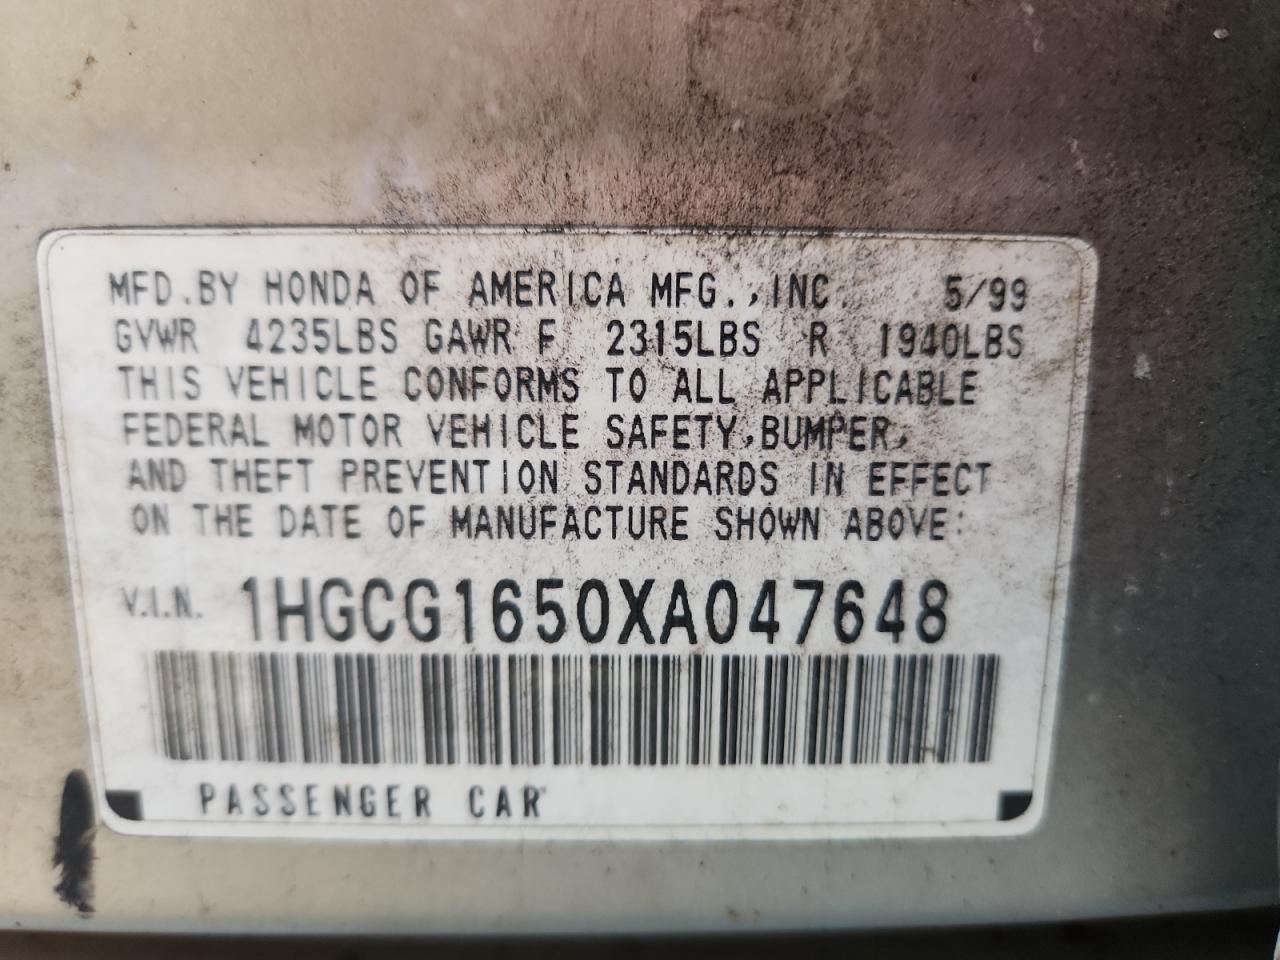 MFD.BY HONDA OF AMERICA MFG.,INC. 5/99
GVWR 4235LBS GAWR F 2315LBS R 1940LBS
THIS VEHICLE CONFORMS TO ALL APPLICABLE
FEDERAL MOTOR VEHICLE SAFETY,BUMPER,
AND THEFT PREVENTION STANDARDS IN EFFECT
ON THE DATE OF MANUFACTURE SHOWN ABOVE:
V.I.N. 1HGCG1650XA047648
PASSENGER CAR